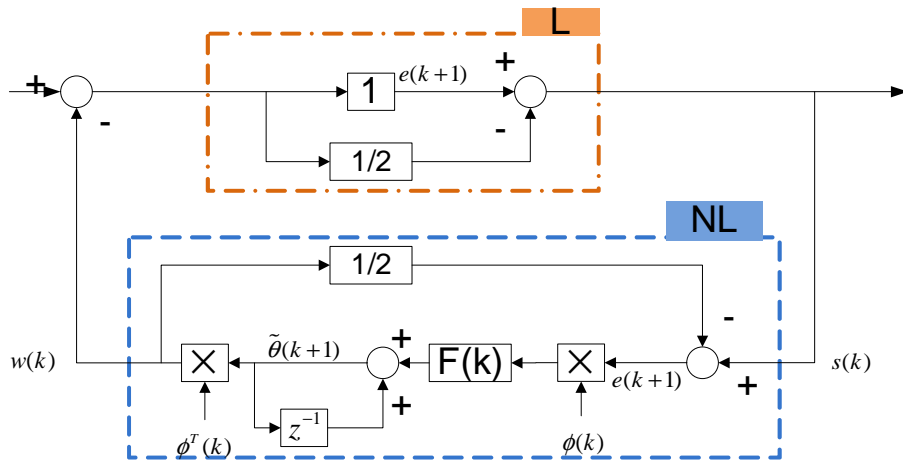 L
+
e(k+1)
+
1
-
-
1/2
NL
1/2
-
w(k)
×
θ̃(k+1)
+
F(k)
×
e(k+1)
+
s(k)
+
z⁻¹
ϕᵀ(k)
ϕ(k)